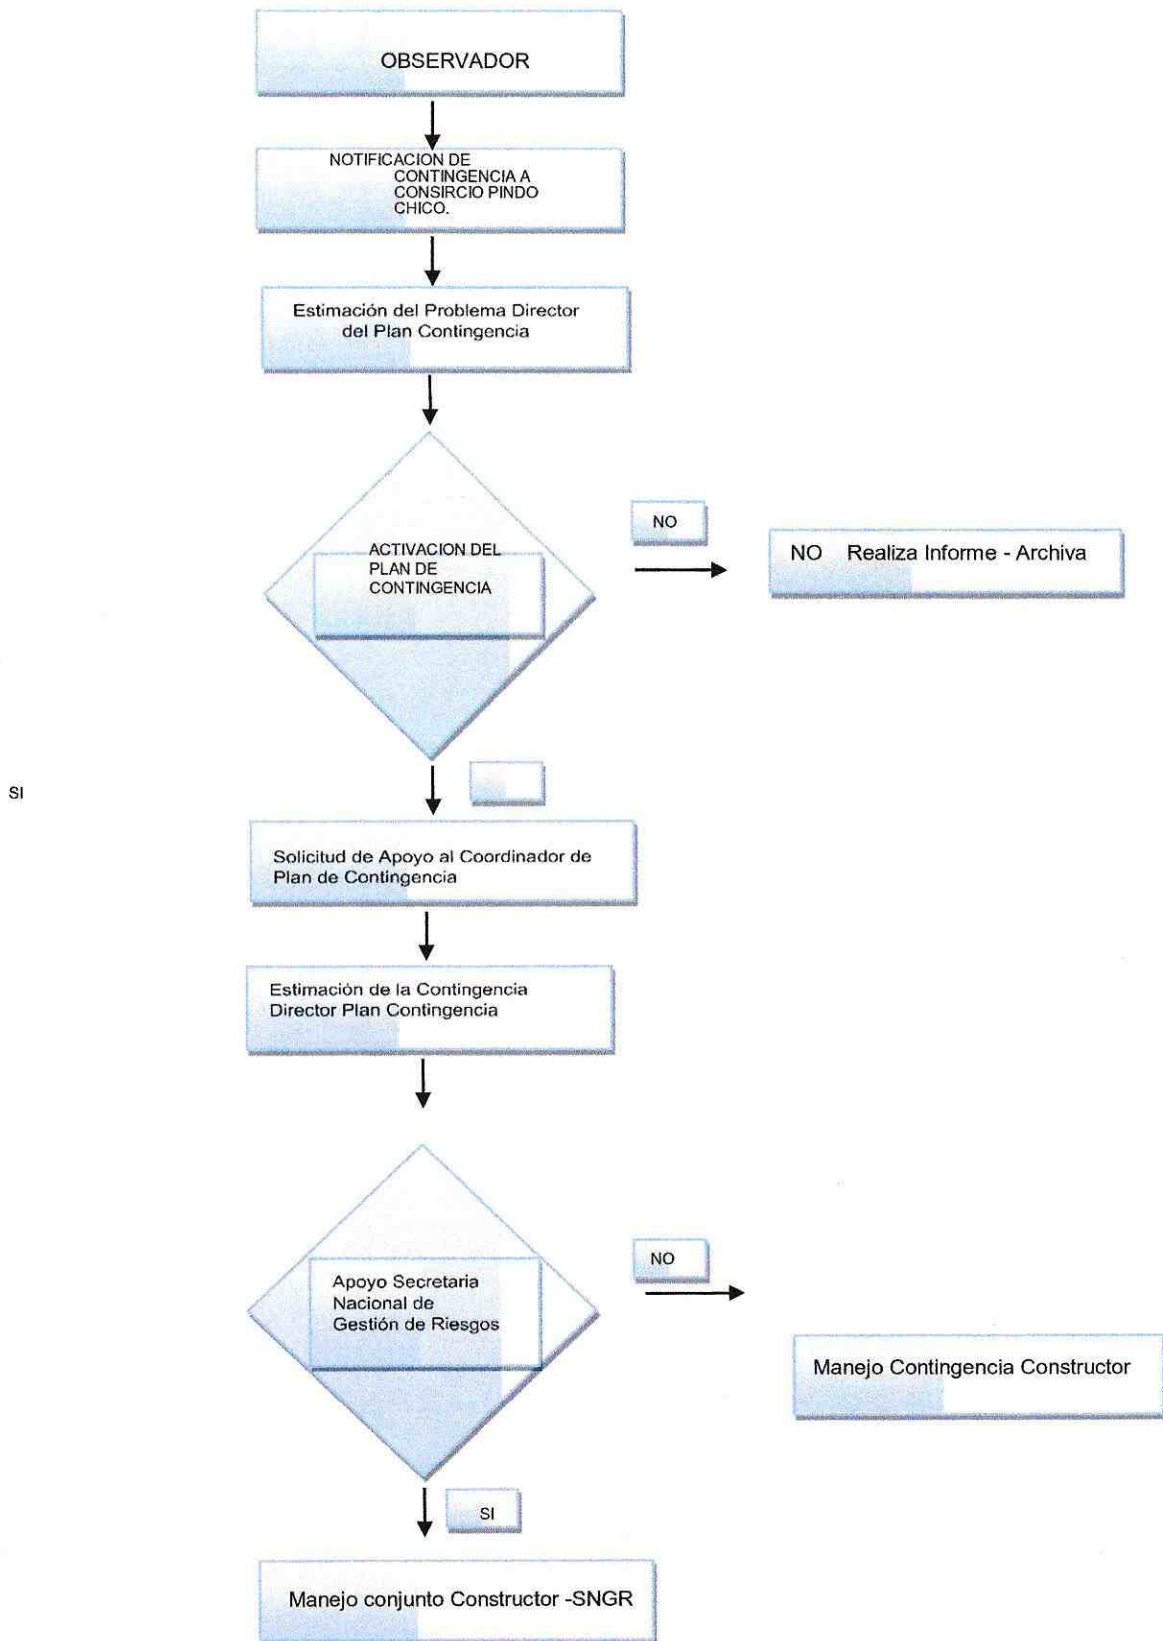 OBSERVADOR
NOTIFICACION DE
CONTINGENCIA A
CONSIRCIO PINDO
CHICO.
Estimación del Problema Director
del Plan Contingencia
ACTIVACION DEL
PLAN DE
CONTINGENCIA
NO
NO Realiza Informe - Archiva
SI
Solicitud de Apoyo al Coordinador de
Plan de Contingencia
Estimación de la Contingencia
Director Plan Contingencia
Apoyo Secretaria
Nacional de
Gestión de Riesgos
NO
Manejo Contingencia Constructor
SI
Manejo conjunto Constructor -SNGR